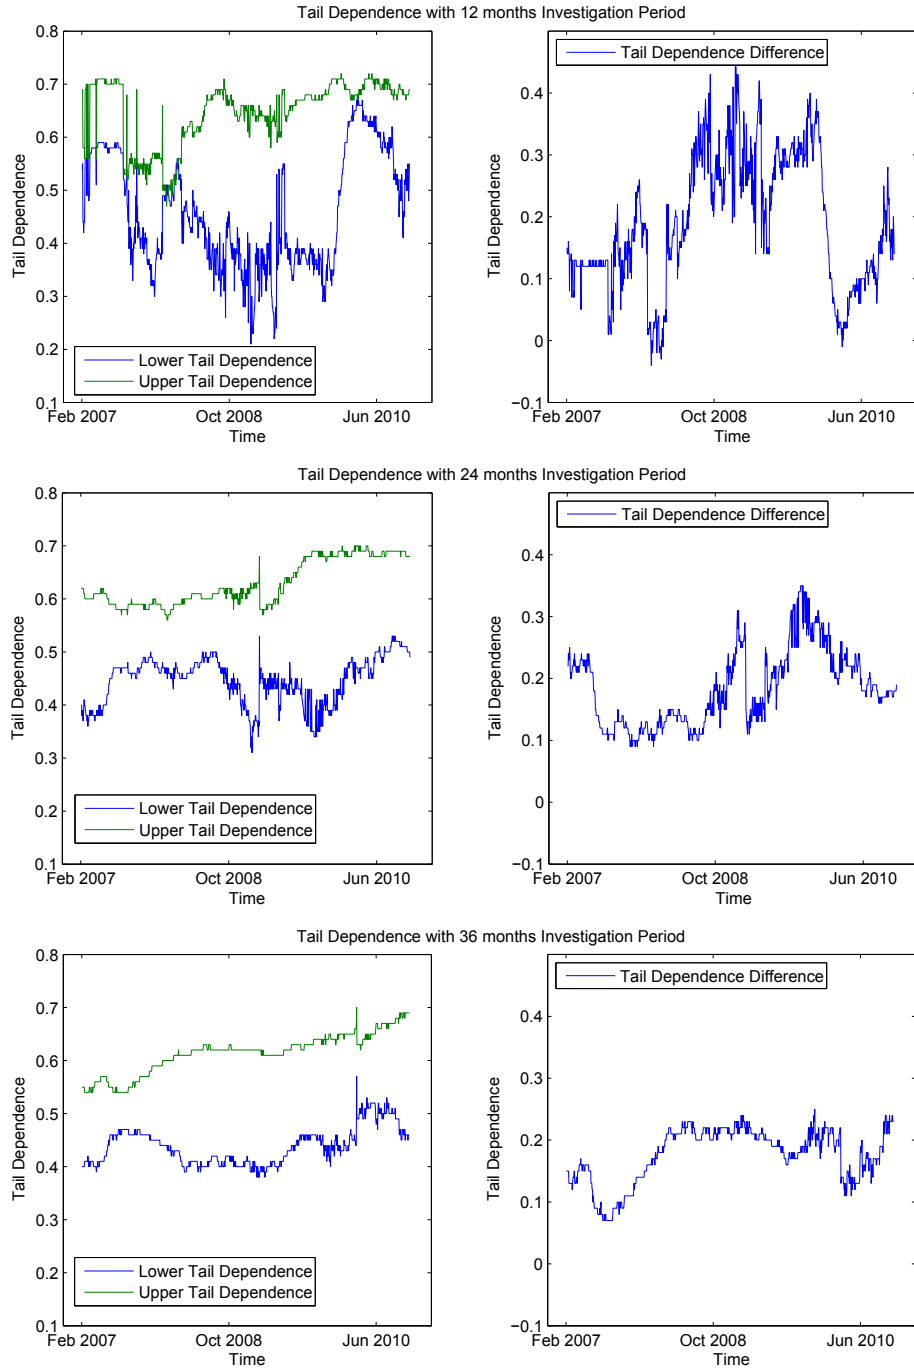 Tail Dependence with 12 months Investigation Period
0.8
0.7
0.6
0.5
0.4
0.3
0.2
0.1
Tail Dependence
Lower Tail Dependence
Upper Tail Dependence
Feb 2007 Oct 2008 Jun 2010
Time
Tail Dependence Difference
0.4
0.3
0.2
0.1
0
−0.1
Tail Dependence
Feb 2007 Oct 2008 Jun 2010
Time
Tail Dependence with 24 months Investigation Period
0.8
0.7
0.6
0.5
0.4
0.3
0.2
0.1
Tail Dependence
Lower Tail Dependence
Upper Tail Dependence
Feb 2007 Oct 2008 Jun 2010
Time
Tail Dependence Difference
0.4
0.3
0.2
0.1
0
−0.1
Tail Dependence
Feb 2007 Oct 2008 Jun 2010
Time
Tail Dependence with 36 months Investigation Period
0.8
0.7
0.6
0.5
0.4
0.3
0.2
0.1
Tail Dependence
Lower Tail Dependence
Upper Tail Dependence
Feb 2007 Oct 2008 Jun 2010
Time
Tail Dependence Difference
0.4
0.3
0.2
0.1
0
−0.1
Tail Dependence
Feb 2007 Oct 2008 Jun 2010
Time